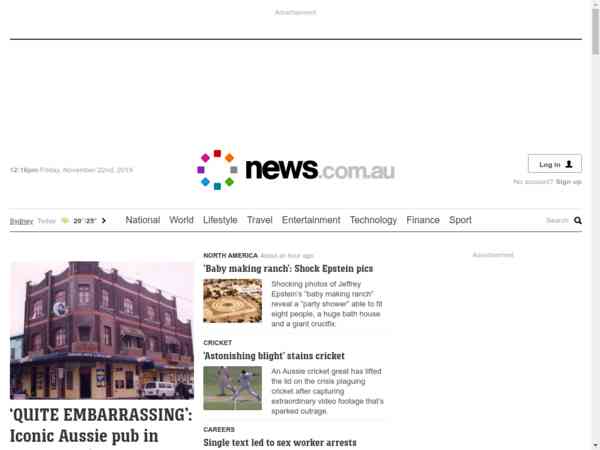 Advertisement
12:16pm Friday, November 22nd, 2019
news.com.au
Log in
No account? Sign up
Sydney Today 20°/25°
National World Lifestyle Travel Entertainment Technology Finance Sport
Search
NORTH AMERICA About an hour ago
'Baby making ranch': Shock Epstein pics
Shocking photos of Jeffrey
Epstein's "baby making ranch"
reveal a "party shower" able to fit
eight people, a huge bath house
and a giant crucifix.
CRICKET
'Astonishing blight' stains cricket
An Aussie cricket great has lifted
the lid on the crisis plaguing
cricket after capturing
extraordinary video footage that's
sparked outrage.
CAREERS
Single text led to sex worker arrests
Advertisement
'QUITE EMBARRASSING':
Iconic Aussie pub in